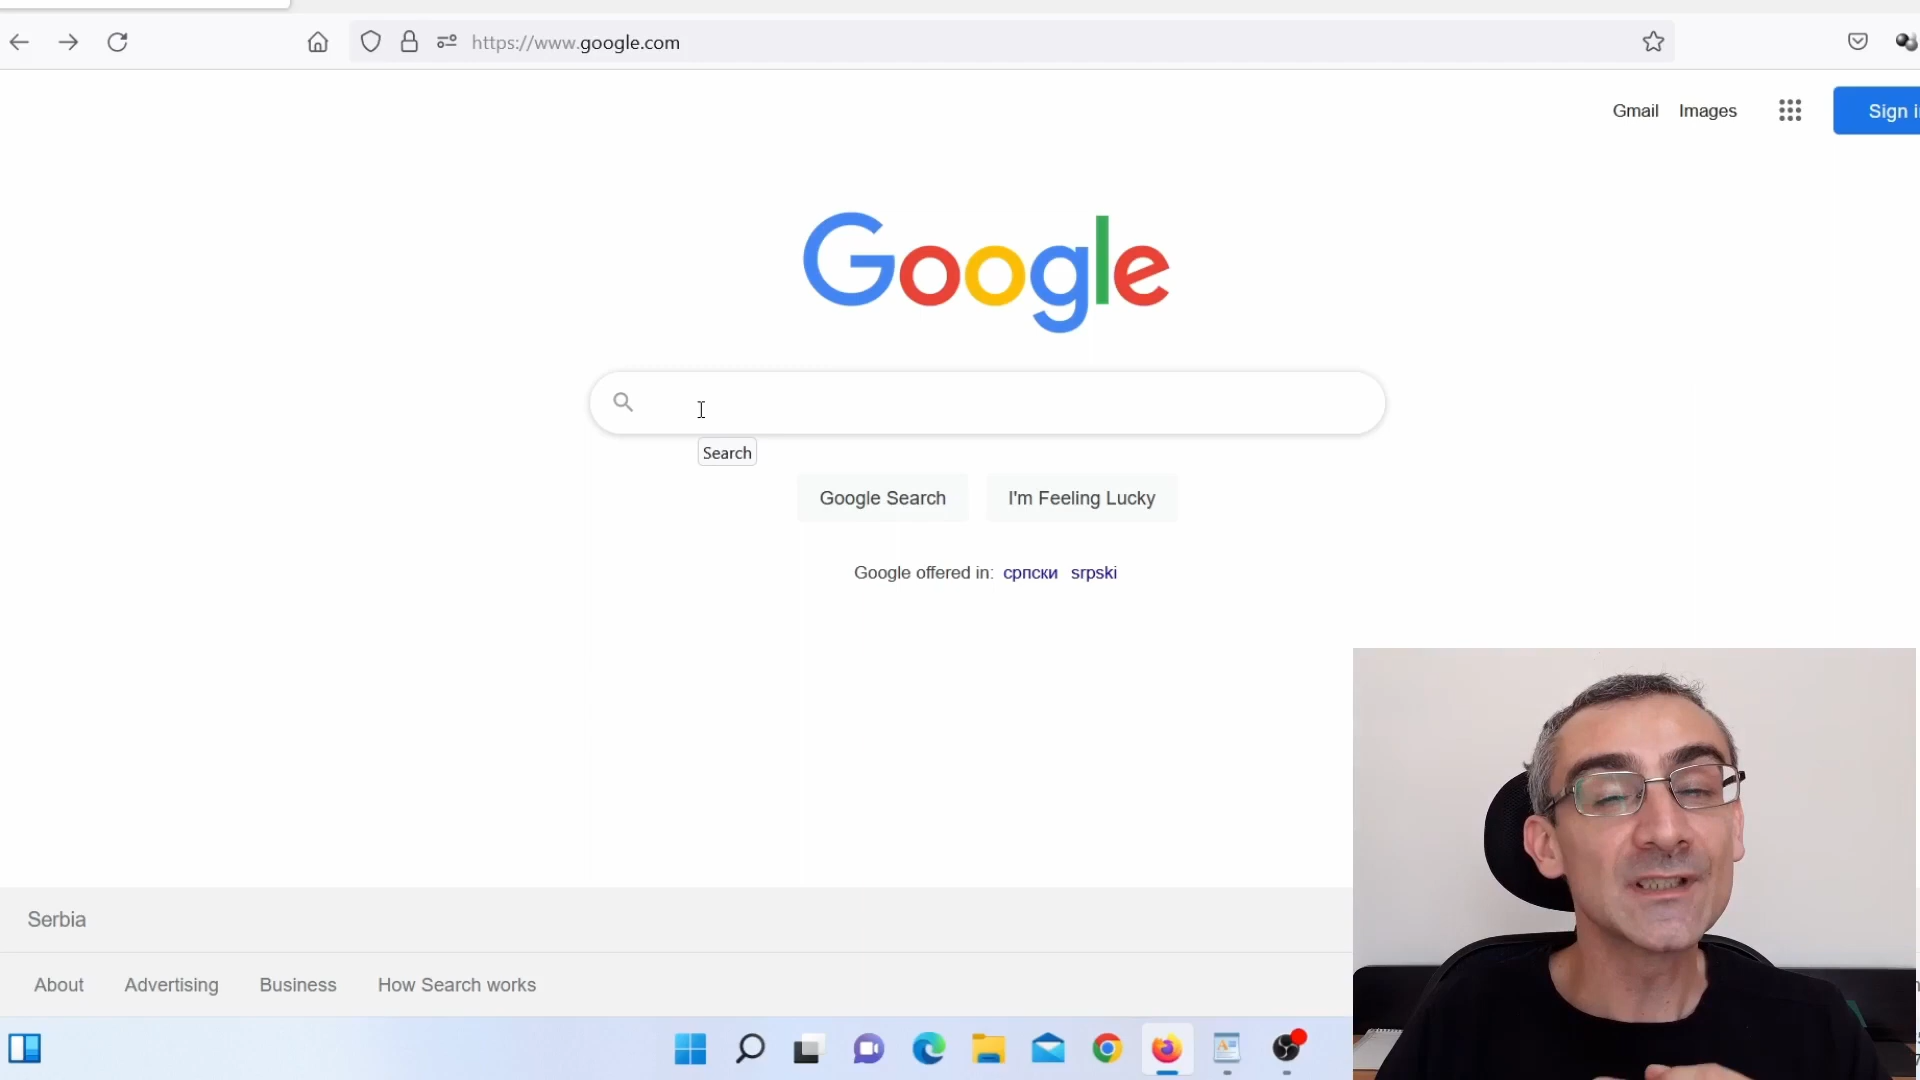 https://www.google.com
Gmail Images
Sign i
Google
Search
Google Search I'm Feeling Lucky
Google offered in: српски srpski
Serbia
About Advertising Business How Search works